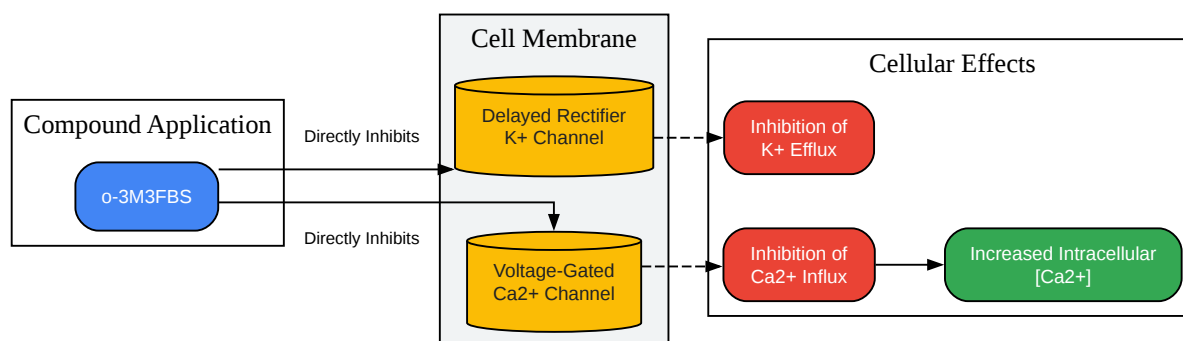 Compound Application
o-3M3FBS
Directly Inhibits
Directly Inhibits
Cell Membrane
Delayed Rectifier
K+ Channel
Voltage-Gated
Ca2+ Channel
Cellular Effects
Inhibition of
K+ Efflux
Inhibition of
Ca2+ Influx
Increased Intracellular
[Ca2+]